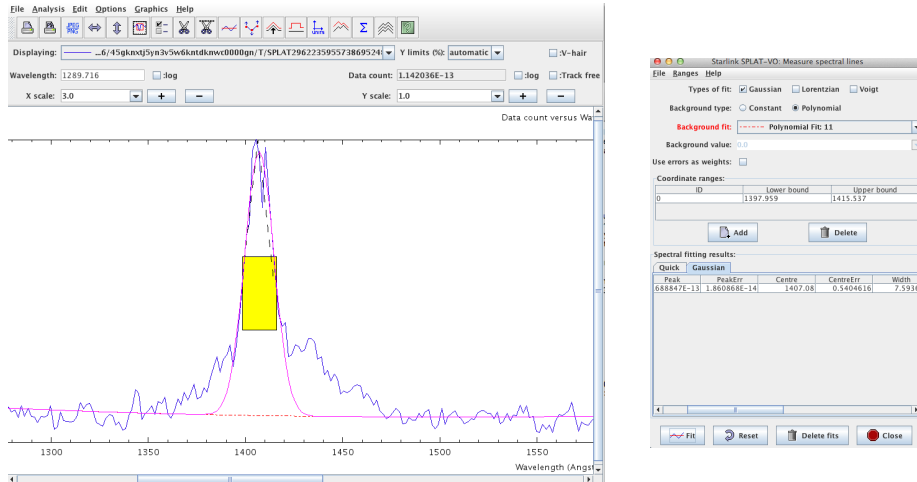 File Analysis Edit Options Graphics Help
Displaying: ...6/45gknxtj5yn3v5w6kntdknwc0000gn/T/SPLAT2962235955738695244 Y limits (%): automatic :V-hair
Wavelength: 1289.716 :log Data count: 1.142036E-13 :log :Track free
X scale: 3.0 + − Y scale: 1.0 + −
Data count versus Wa
1300 1350 1400 1450 1500 1550
Wavelength (Angst
Starlink SPLAT-VO: Measure spectral lines
File Ranges Help
Types of fit: Gaussian Lorentzian Voigt
Background type: Constant Polynomial
Background fit: Polynomial Fit: 11
Background value: 0.0
Use errors as weights:
Coordinate ranges:
ID Lower bound Upper bound
0 1397.959 1415.537
Add Delete
Spectral fitting results:
Quick Gaussian
Peak PeakErr Centre CentreErr Width
688847E-13 1.860868E-14 1407.08 0.5404616 7.5936
Fit Reset Delete fits Close